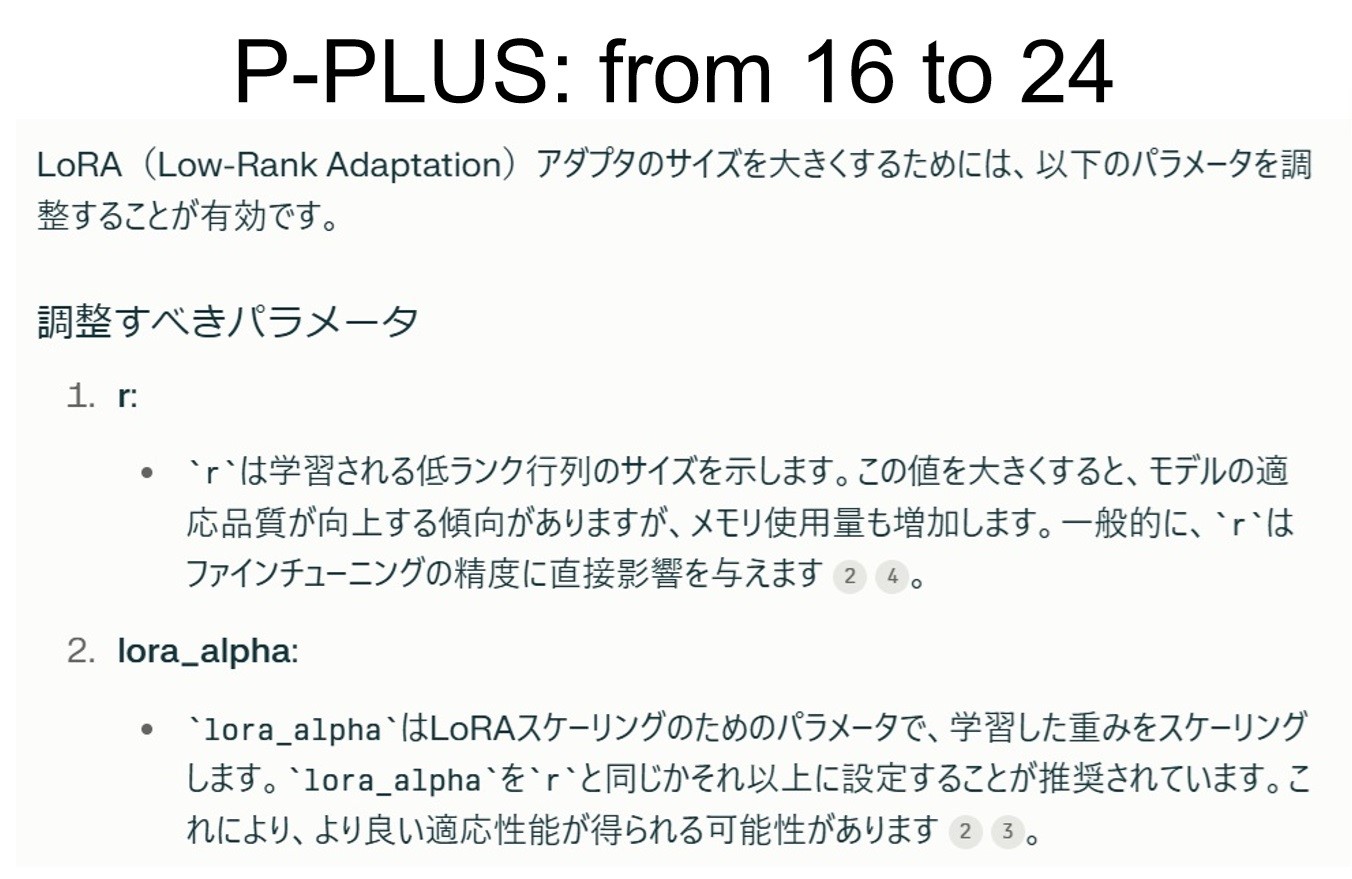 P-PLUS: from 16 to 24
LoRA（Low-Rank Adaptation）アダプタのサイズを大きくするためには、以下のパラメータを調
整することが有効です。
調整すべきパラメータ
1. r:
• `r`は学習される低ランク行列のサイズを示します。この値を大きくすると、モデルの適
応品質が向上する傾向がありますが、メモリ使用量も増加します。一般的に、`r`は
ファインチューニングの精度に直接影響を与えます 2 4 。
2. lora_alpha:
• `lora_alpha`はLoRAスケーリングのためのパラメータで、学習した重みをスケーリング
します。`lora_alpha`を`r`と同じかそれ以上に設定することが推奨されています。こ
れにより、より良い適応性能が得られる可能性があります 2 3 。